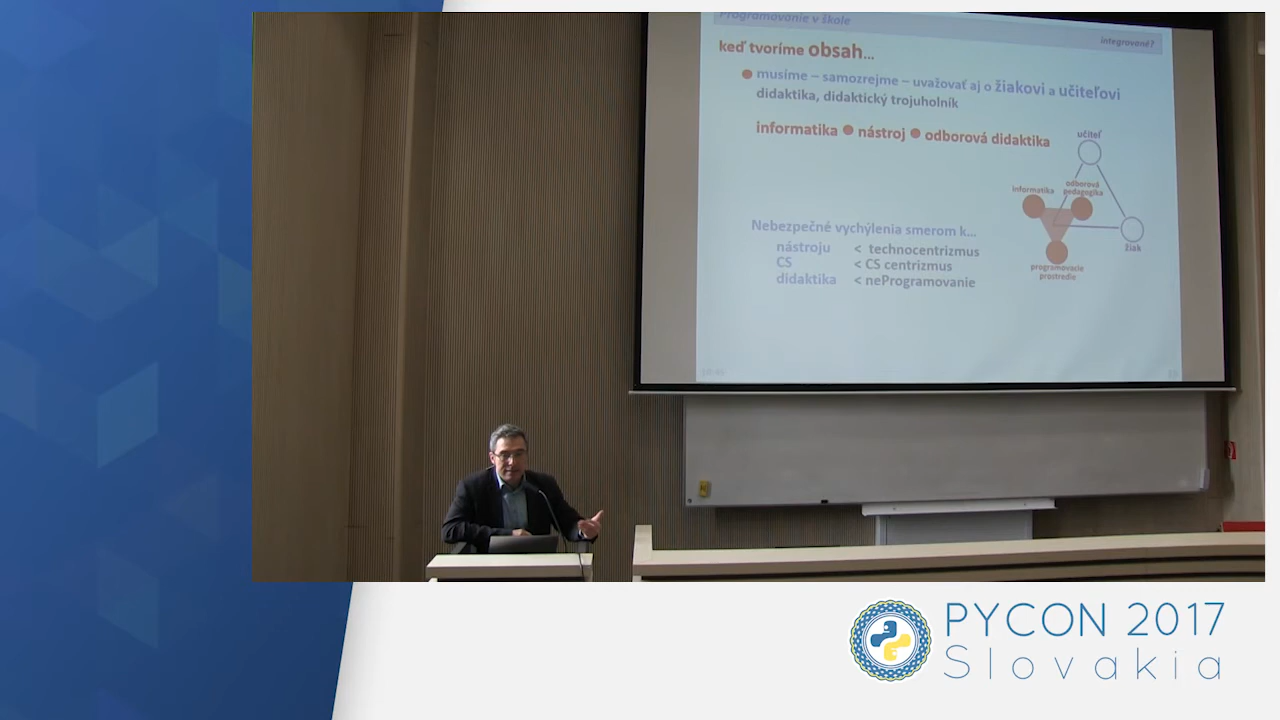 Programovanie v škole
integrované?
keď tvoríme obsah...
musíme – samozrejme – uvažovať aj o žiakovi a učiteľovi
didaktika, didaktický trojuholník
informatika ● nástroj ● odborová didaktika
učiteľ
informatika
odborová
pedagogika
žiak
programovacie
prostredie
Nebezpečné vychýlenia smerom k...
nástroju < technocentrizmus
CS < CS centrizmus
didaktika < neProgramovanie
PYCON 2017
Slovakia